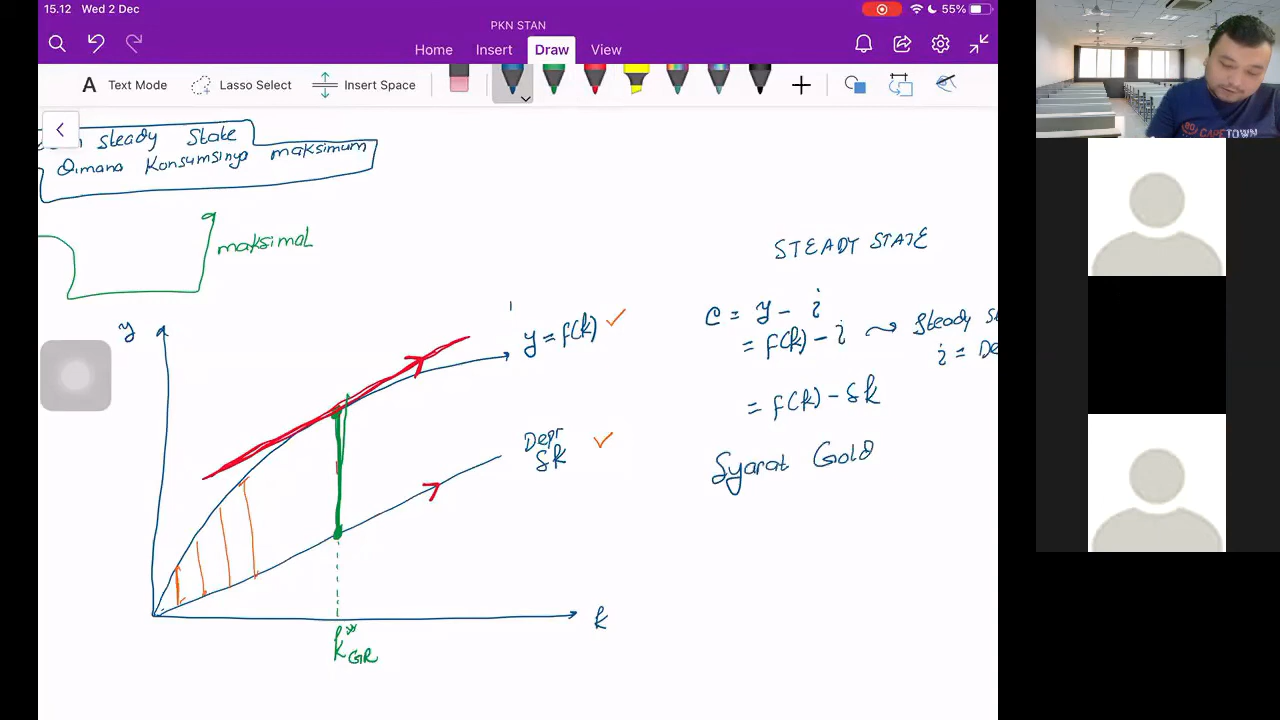 15.12 Wed 2 Dec
55%
PKN STAN
Home Insert Draw View
Text Mode Lasso Select Insert Space
Steady State
Dimana Konsumsinya maksimum
maksimal
y
y = f(k)
Depr
δk
k
k*GR
STEADY STATE
C = y - i
= f(k) - i
i =
= f(k) - δk
Syarat Gold
CAPETOWN